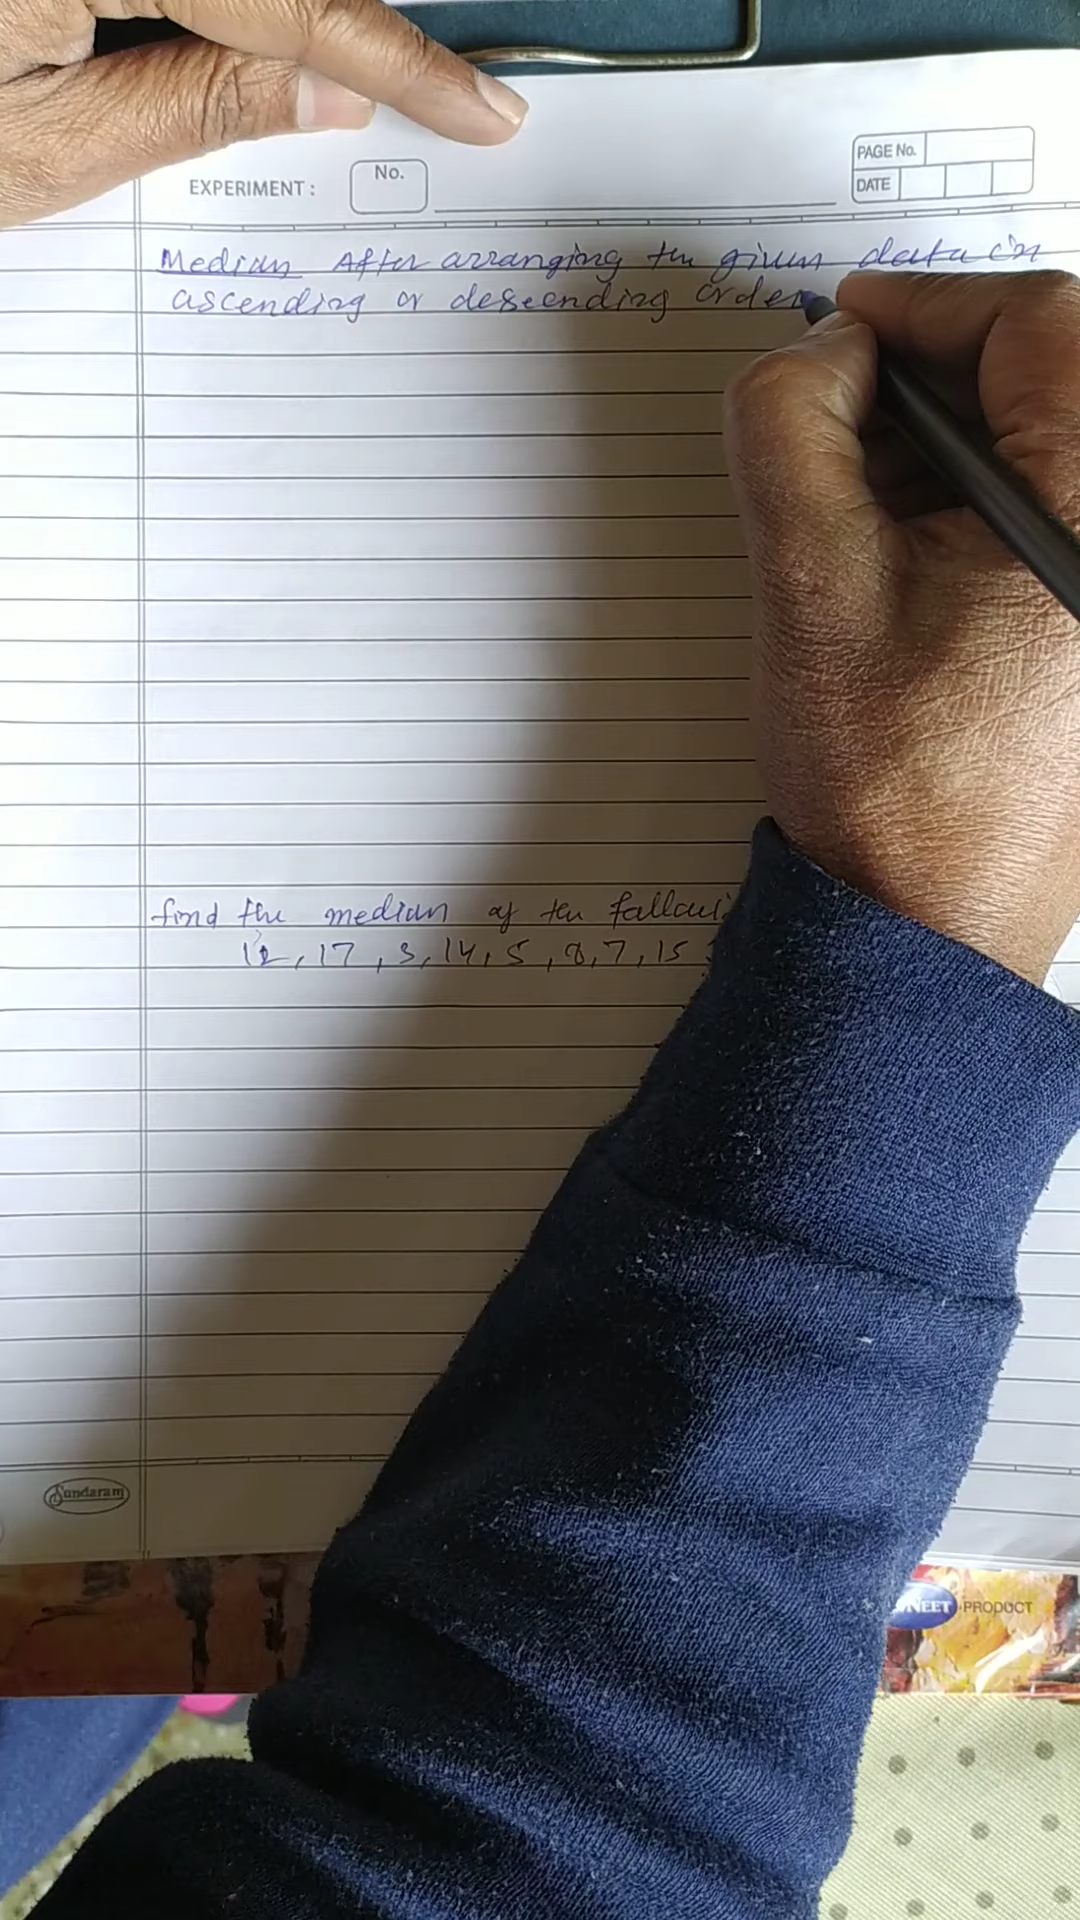 No.
EXPERIMENT :
PAGE No.
DATE
Median After arranging the given data in
ascending or descending order
find the median of the
12, 17, 3, 14, 5, 8, 7, 15
Sundaram
NEET PRODUCT